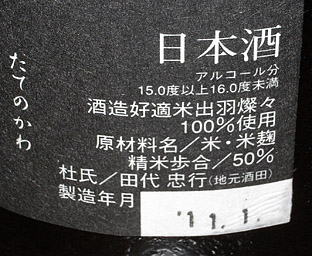 日本酒
アルコール分
15.0度以上16.0度未満
酒造好適米出羽燦々
100%使用
原材料名／米・米麹
精米歩合／50%
杜氏／田代 忠行(地元酒田)
製造年月
'11.1.
たてのかわ